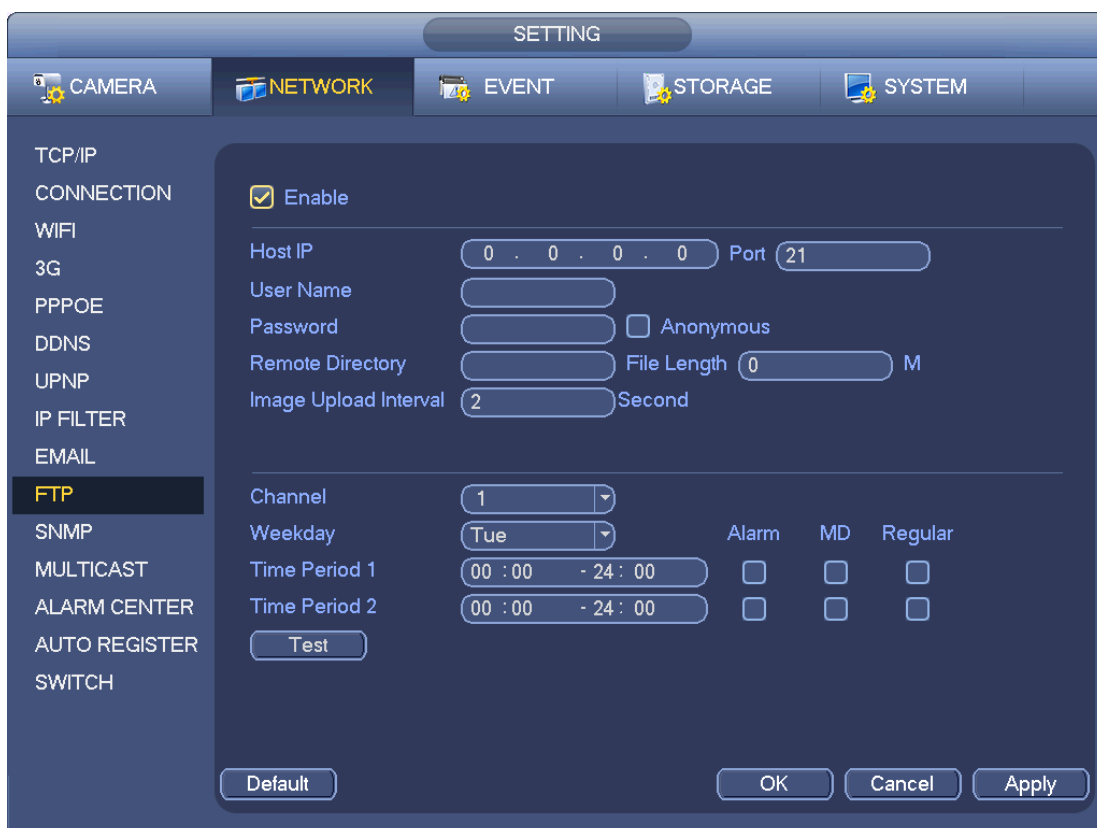 SETTING
CAMERA NETWORK EVENT STORAGE SYSTEM
TCP/IP
CONNECTION
WIFI
3G
PPPOE
DDNS
UPNP
IP FILTER
EMAIL
FTP
SNMP
MULTICAST
ALARM CENTER
AUTO REGISTER
SWITCH
Enable
Host IP 0 . 0 . 0 . 0 Port 21
User Name
Password Anonymous
Remote Directory File Length 0 M
Image Upload Interval 2 Second
Channel 1
Weekday Tue Alarm MD Regular
Time Period 1 00 :00 - 24: 00
Time Period 2 00 :00 - 24: 00
Test
Default OK Cancel Apply